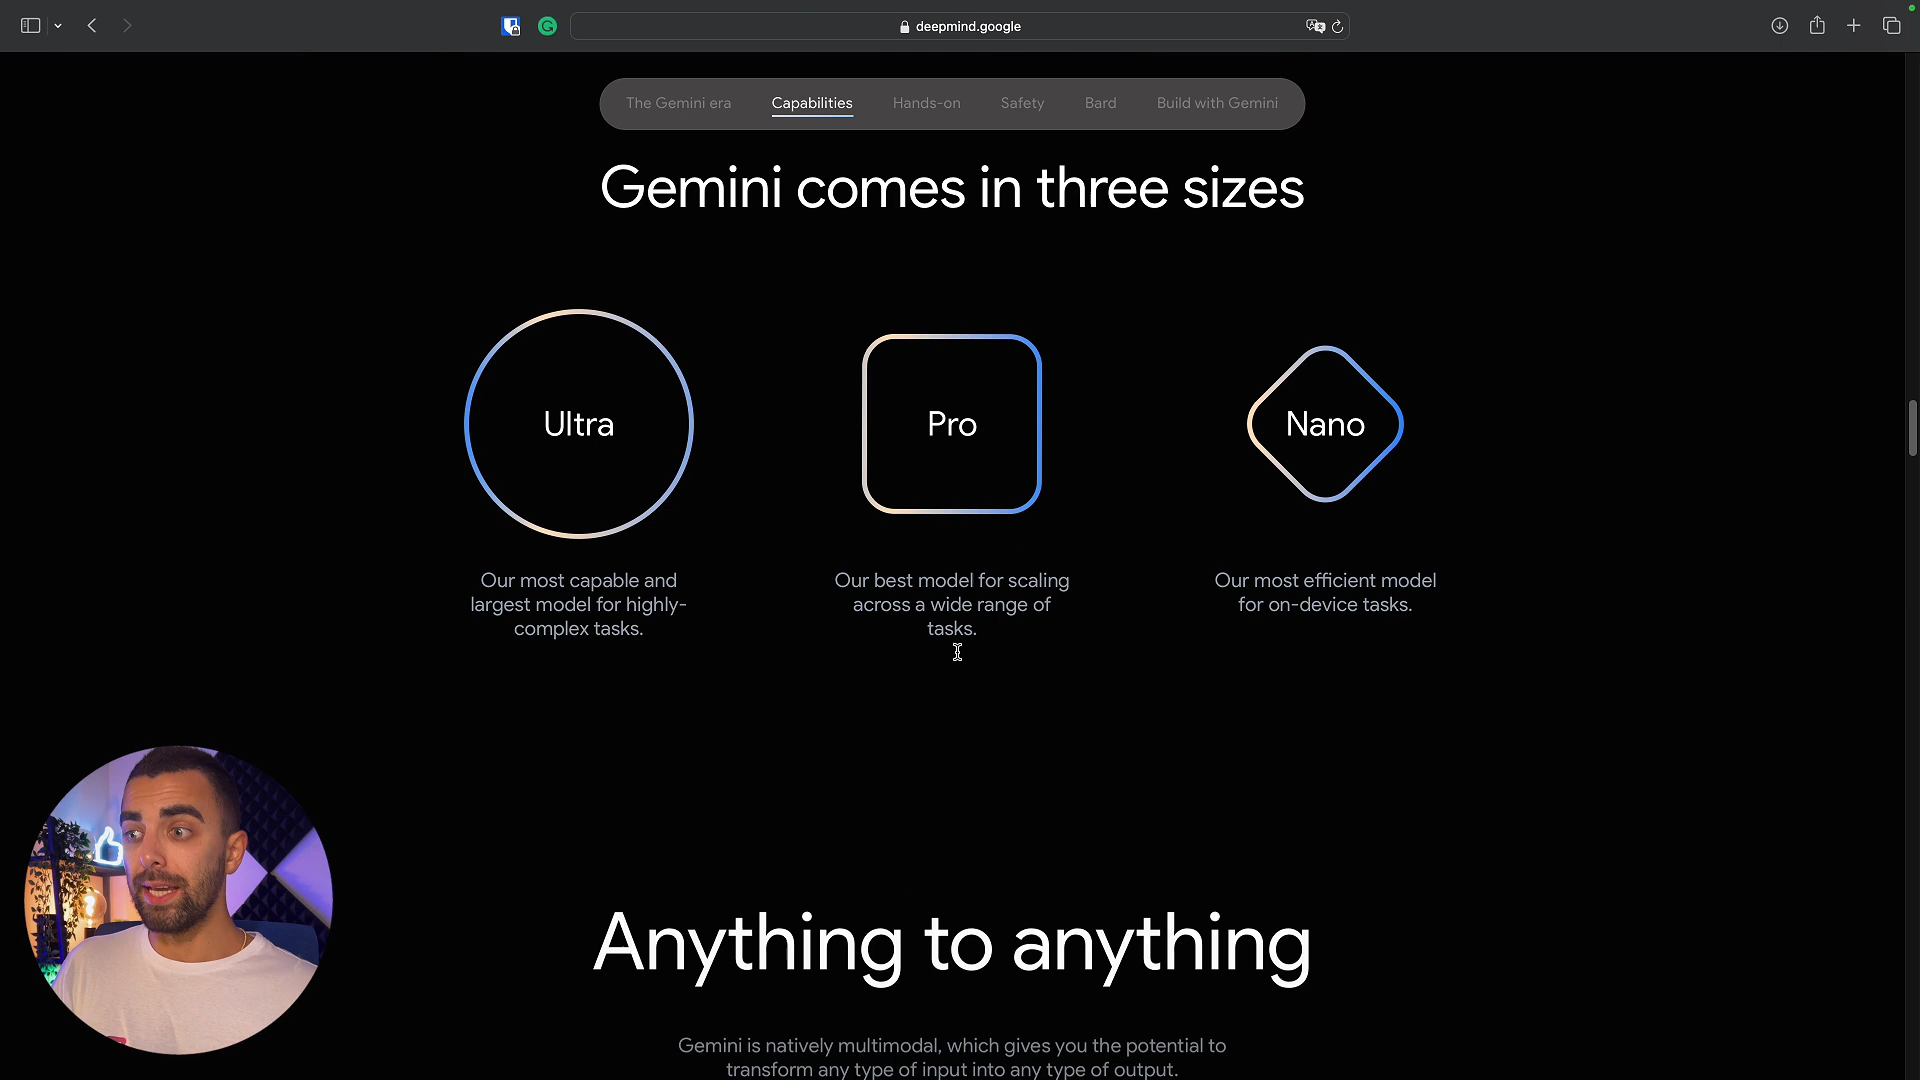 deepmind.google
The Gemini era Capabilities Hands-on Safety Bard Build with Gemini
Gemini comes in three sizes
Ultra
Our most capable and
largest model for highly-
complex tasks.
Pro
Our best model for scaling
across a wide range of
tasks.
Nano
Our most efficient model
for on-device tasks.
Anything to anything
Gemini is natively multimodal, which gives you the potential to
transform any type of input into any type of output.